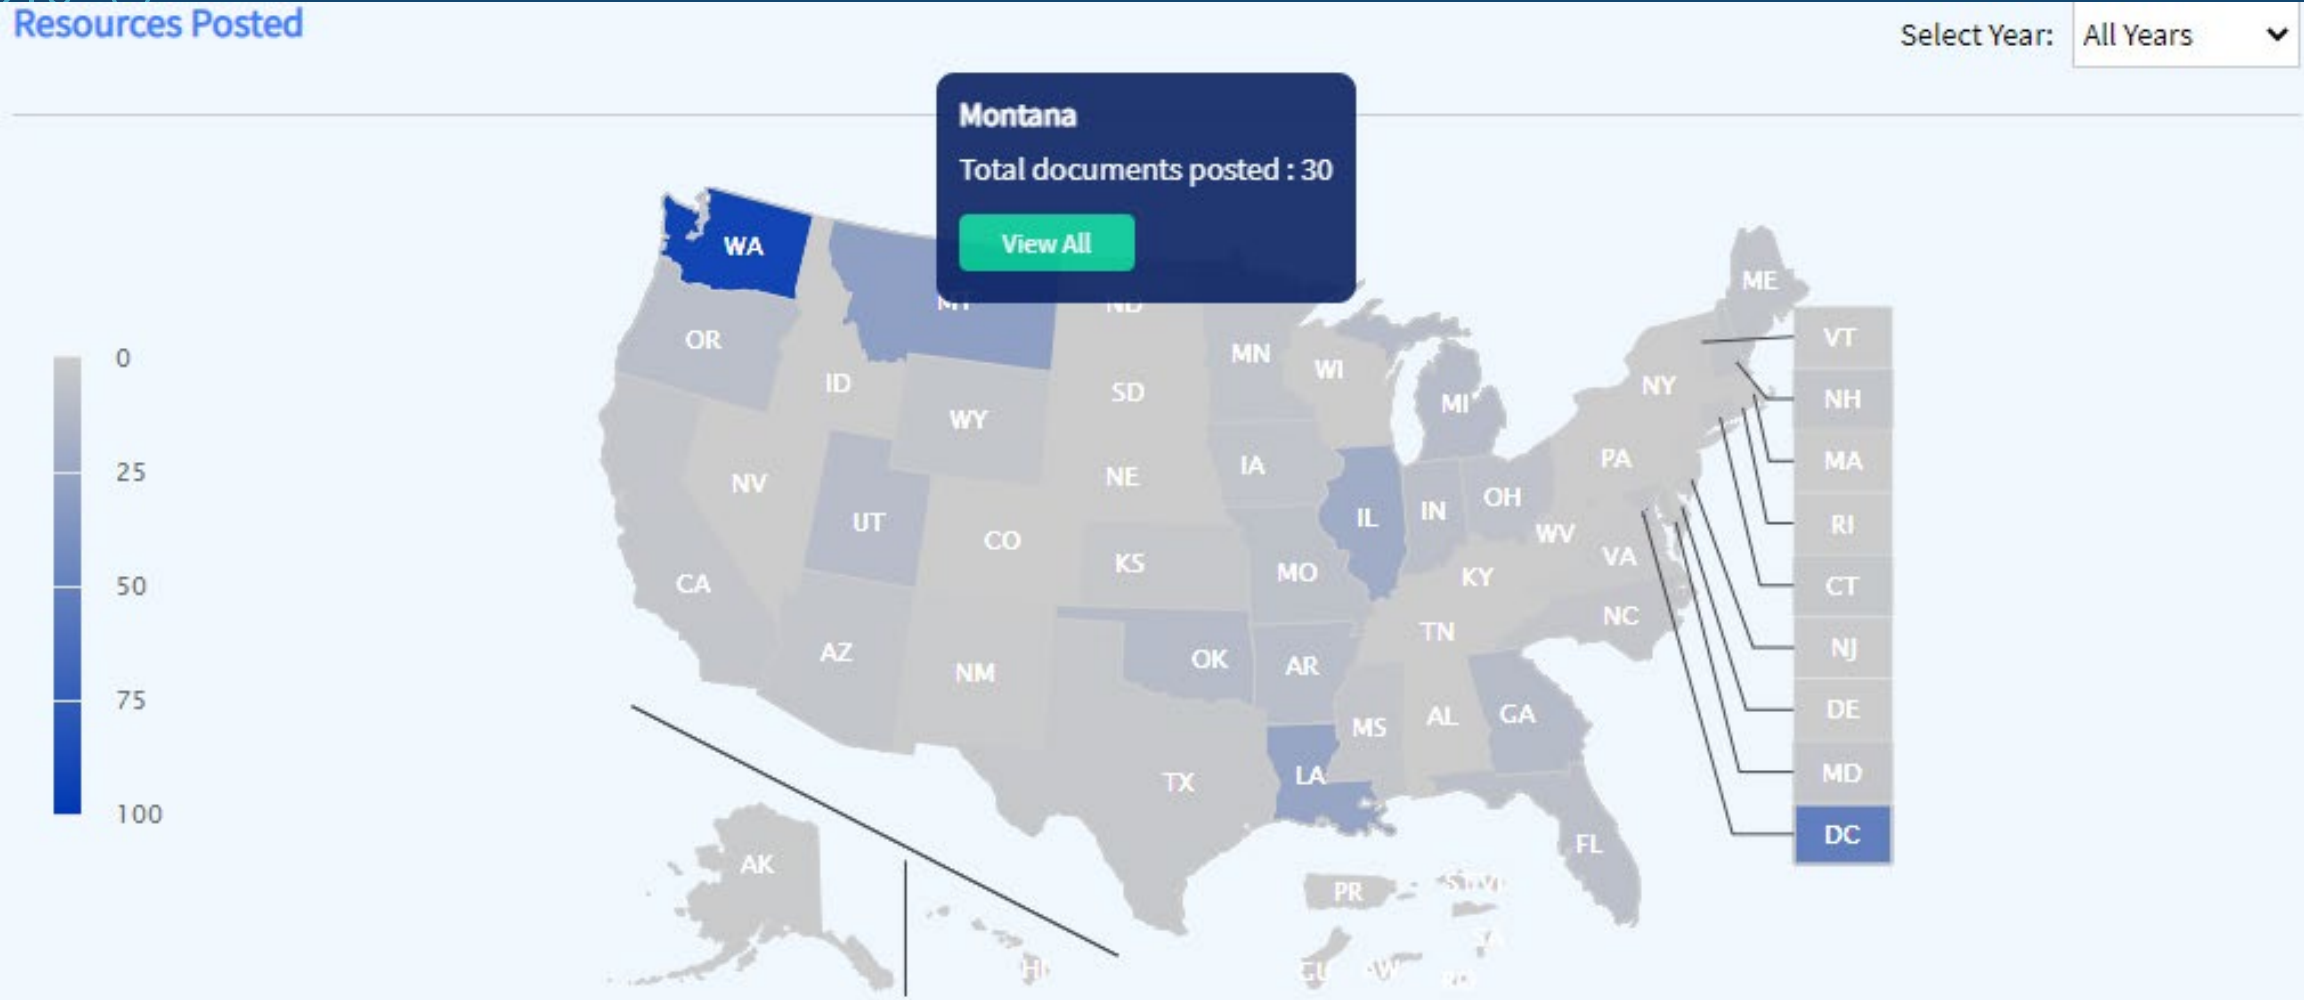 Resources Posted
Select Year: All Years
Montana
Total documents posted : 30
View All
WA
ME
OR
MN
WI
VT
ID
SD
NY
NH
WY
MI
0
25
50
75
100
NV
NE
IA
PA
MA
UT
CO
IL
IN
OH
WV
RI
CA
KS
MO
KY
VA
CT
AZ
NM
OK
AR
TN
NC
NJ
TX
LA
MS
AL
GA
DE
MD
FL
DC
AK
HI
PR
GU